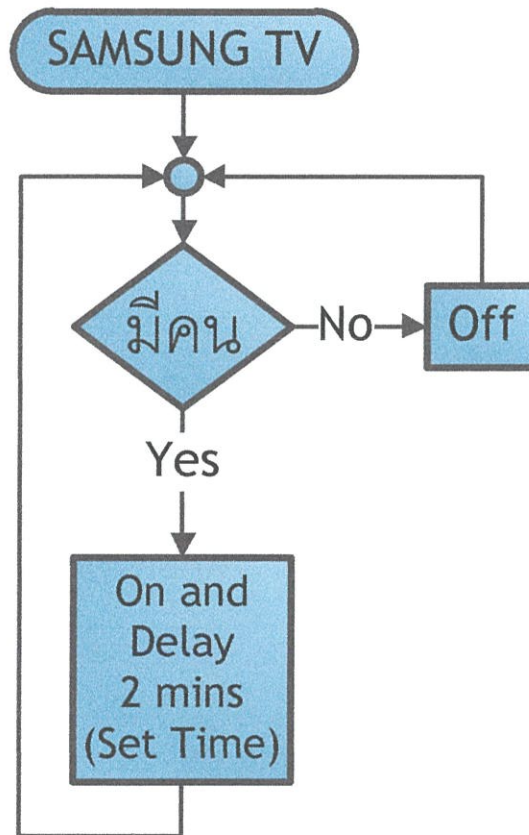 SAMSUNG TV
มีคน
No
Off
Yes
On and
Delay
2 mins
(Set Time)